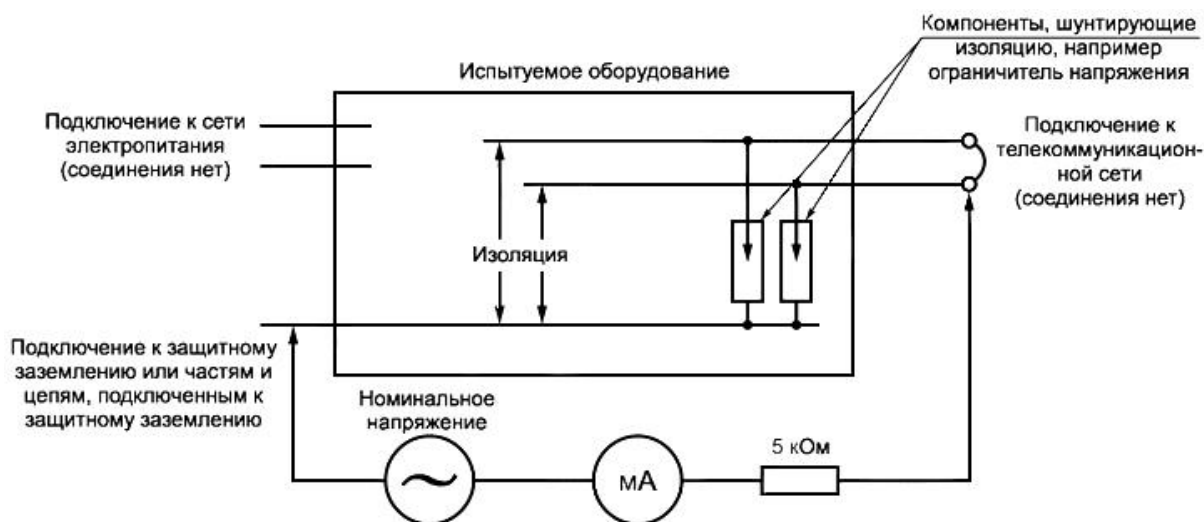 Компоненты, шунтирующие
изоляцию, например
ограничитель напряжения
Испытуемое оборудование
Подключение к сети
электропитания
(соединения нет)
Подключение к
телекоммуникацион-
ной сети
(соединения нет)
Изоляция
Подключение к защитному
заземлению или частям и
цепям, подключенным к
защитному заземлению
Номинальное
напряжение
5 кОм
мА